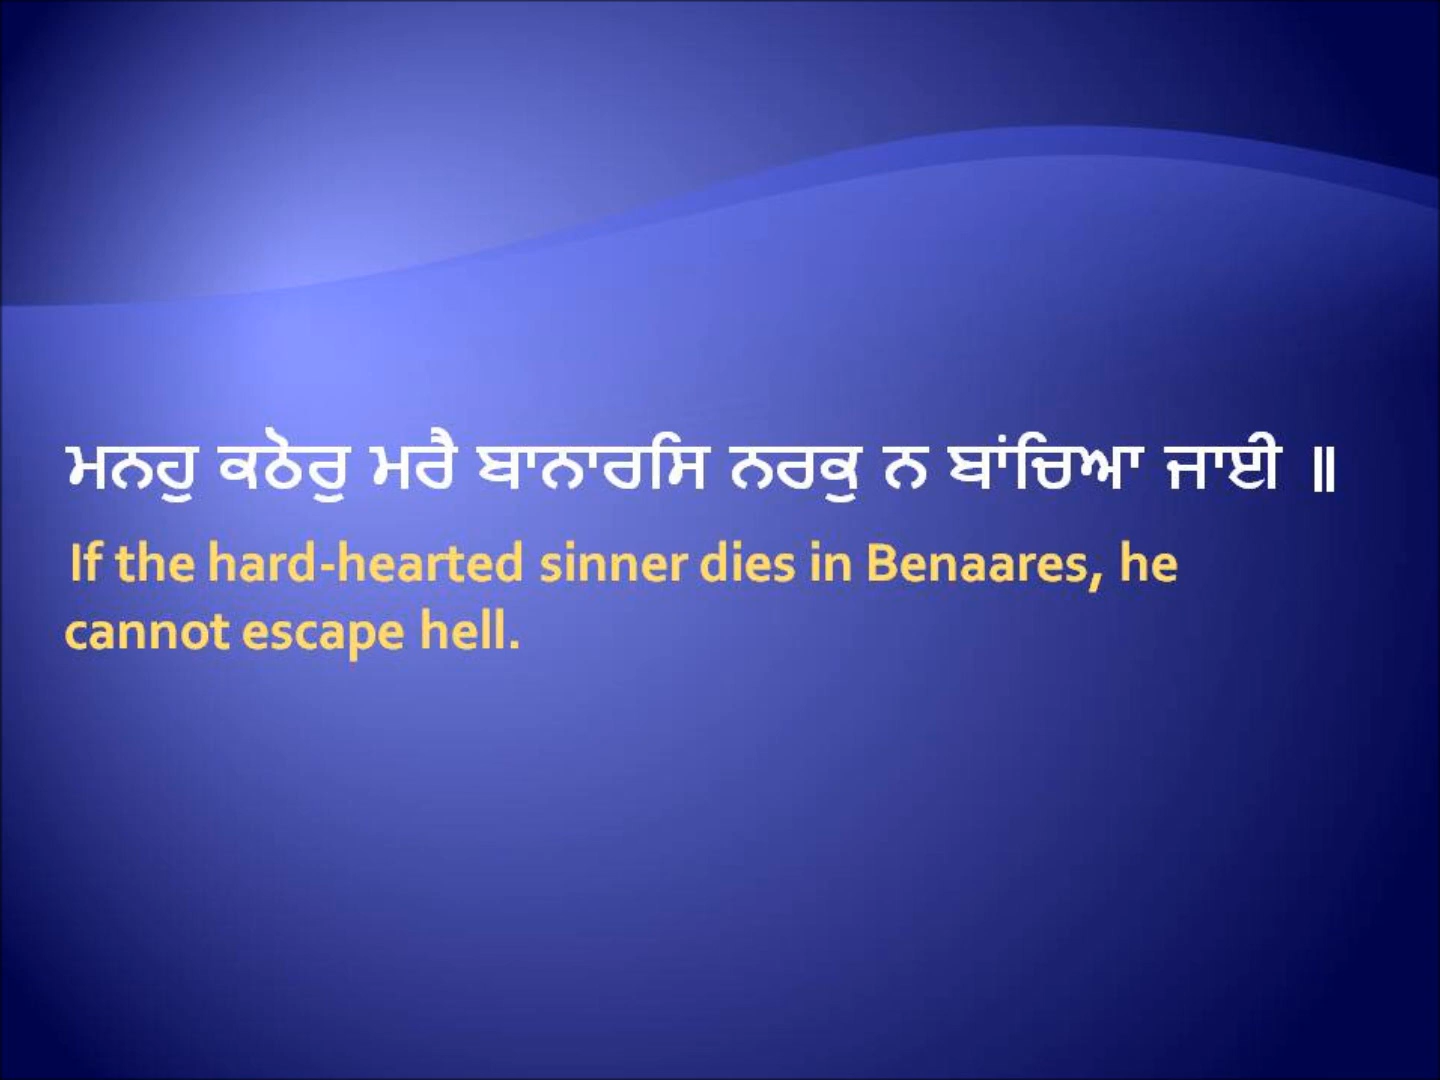 ਮਨਹੁ ਕਠੋਰੁ ਮਰੈ ਬਾਨਾਰਸਿ ਨਰਕੁ ਨ ਬਾਂਚਿਆ ਜਾਈ ॥
If the hard-hearted sinner dies in Benaares, he
cannot escape hell.